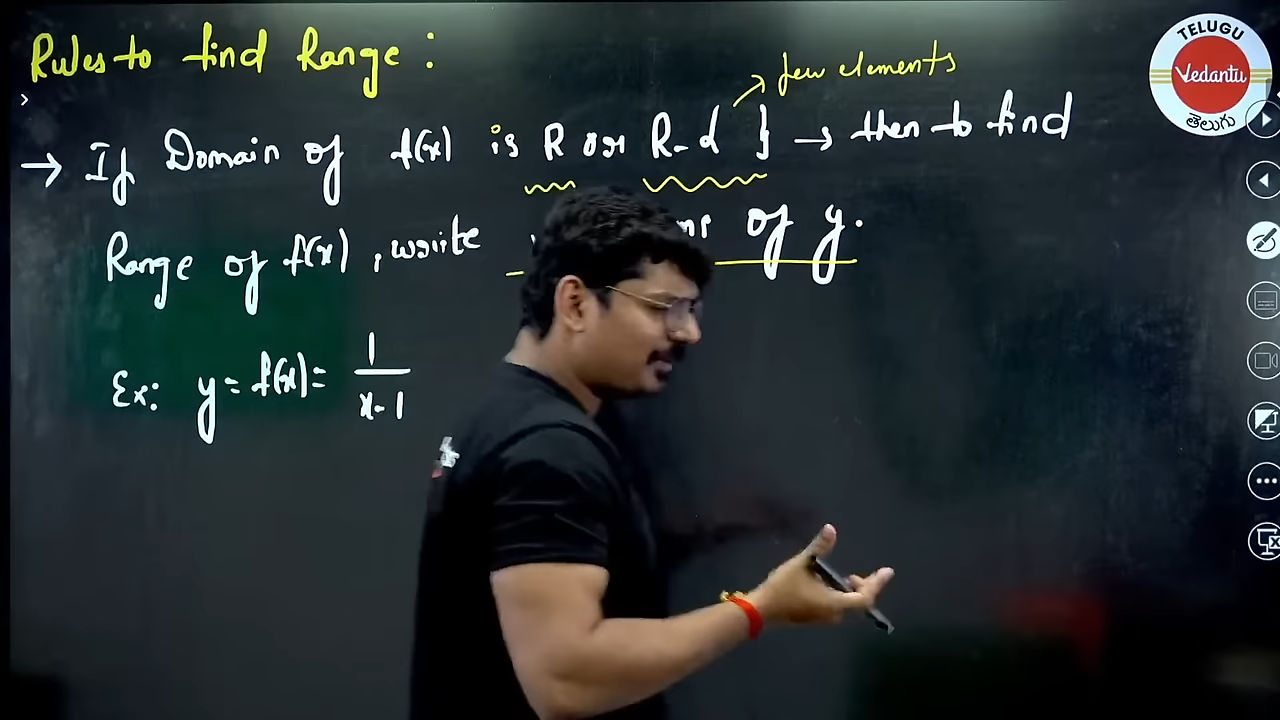 Rules to find Range :
few elements
→ If Domain of f(x) is R or R-{ } → then to find
Range of f(x), write of y.
Ex: y = f(x) = 1/(x-1)
TELUGU
Vedantu
తెలుగు